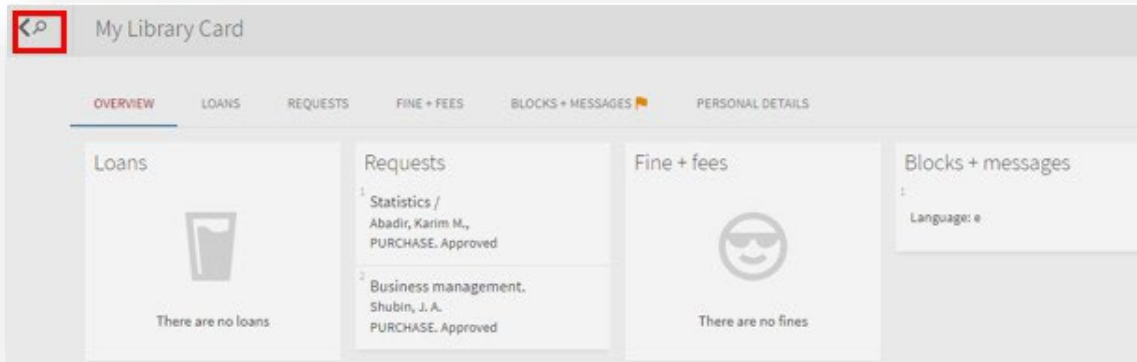 My Library Card
OVERVIEW LOANS REQUESTS FINE + FEES BLOCKS + MESSAGES PERSONAL DETAILS
Loans
There are no loans
Requests
1
Statistics /
Abadir, Karim M.,
PURCHASE. Approved
2
Business management.
Shubin, J. A.
PURCHASE. Approved
Fine + fees
There are no fines
Blocks + messages
1
Language: e